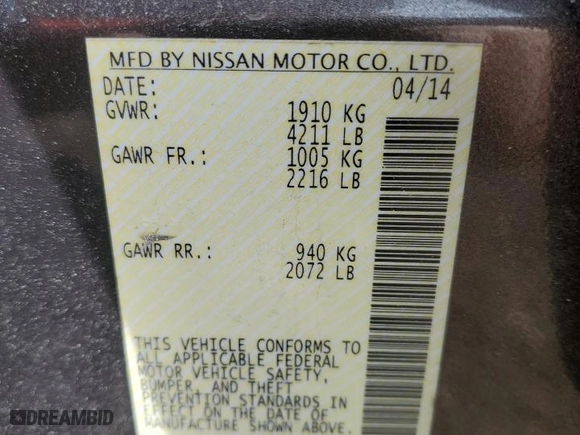 MFD BY NISSAN MOTOR CO., LTD.
DATE: 04/14
GVWR: 1910 KG
4211 LB
GAWR FR.: 1005 KG
2216 LB
GAWR RR.: 940 KG
2072 LB
THIS VEHICLE CONFORMS TO
ALL APPLICABLE FEDERAL
MOTOR VEHICLE SAFETY,
BUMPER, AND THEFT
PREVENTION STANDARDS IN
EFFECT ON THE DATE OF
MANUFACTURE SHOWN ABOVE.
DREAMBID